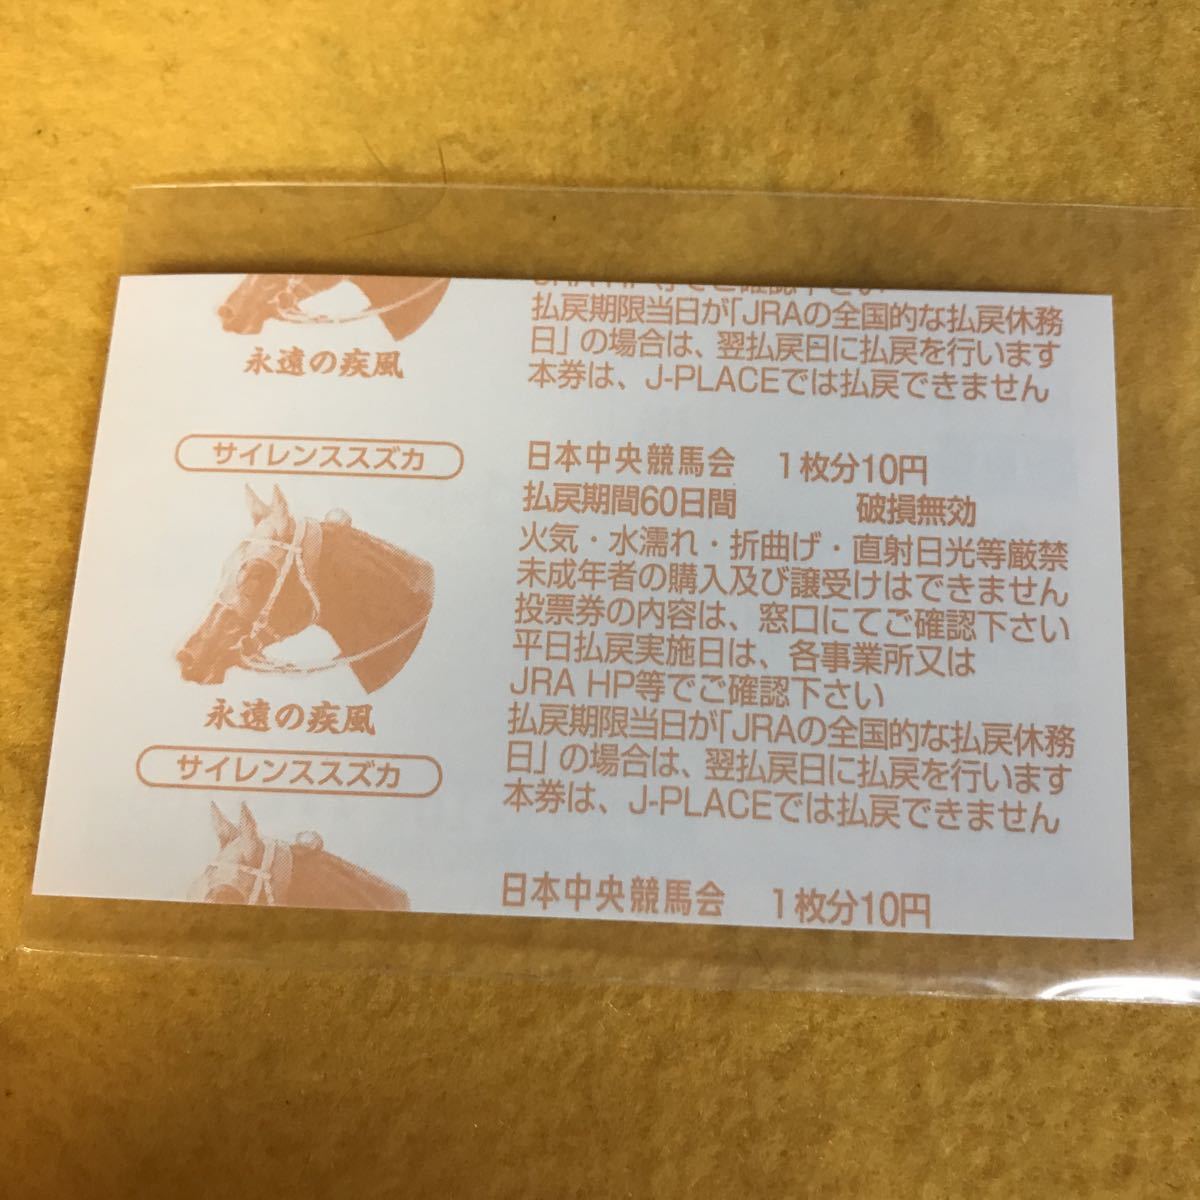 JRA HP等でご確認下さい
払戻期限当日が「JRAの全国的な払戻休務
日」の場合は、翌払戻日に払戻を行います
本券は、J-PLACEでは払戻できません
永遠の疾風
サイレンススズカ
日本中央競馬会 1枚分10円
払戻期間60日間 破損無効
火気・水濡れ・折曲げ・直射日光等厳禁
未成年者の購入及び譲受けはできません
投票券の内容は、窓口にてご確認下さい
平日払戻実施日は、各事業所又は
JRA HP等でご確認下さい
払戻期限当日が「JRAの全国的な払戻休務
日」の場合は、翌払戻日に払戻を行います
本券は、J-PLACEでは払戻できません
永遠の疾風
サイレンススズカ
日本中央競馬会 1枚分10円